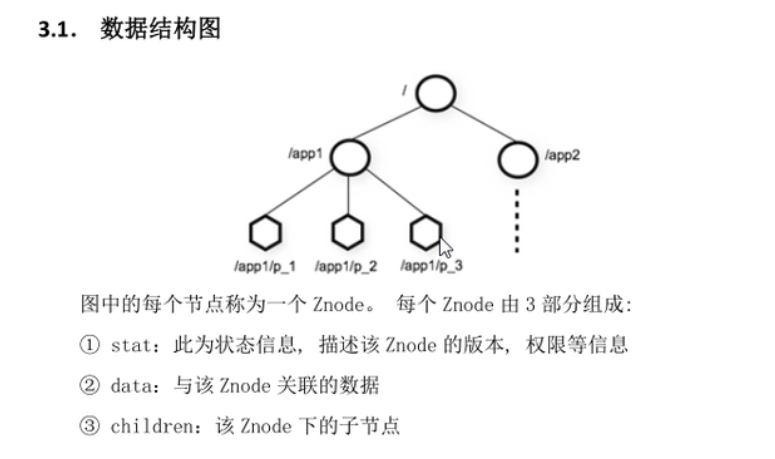 3.1. 数据结构图
/
/app1
/app2
/app1/p_1 /app1/p_2 /app1/p_3
图中的每个节点称为一个 Znode。 每个 Znode 由 3 部分组成:
① stat: 此为状态信息, 描述该 Znode 的版本, 权限等信息
② data: 与该 Znode 关联的数据
③ children: 该 Znode 下的子节点